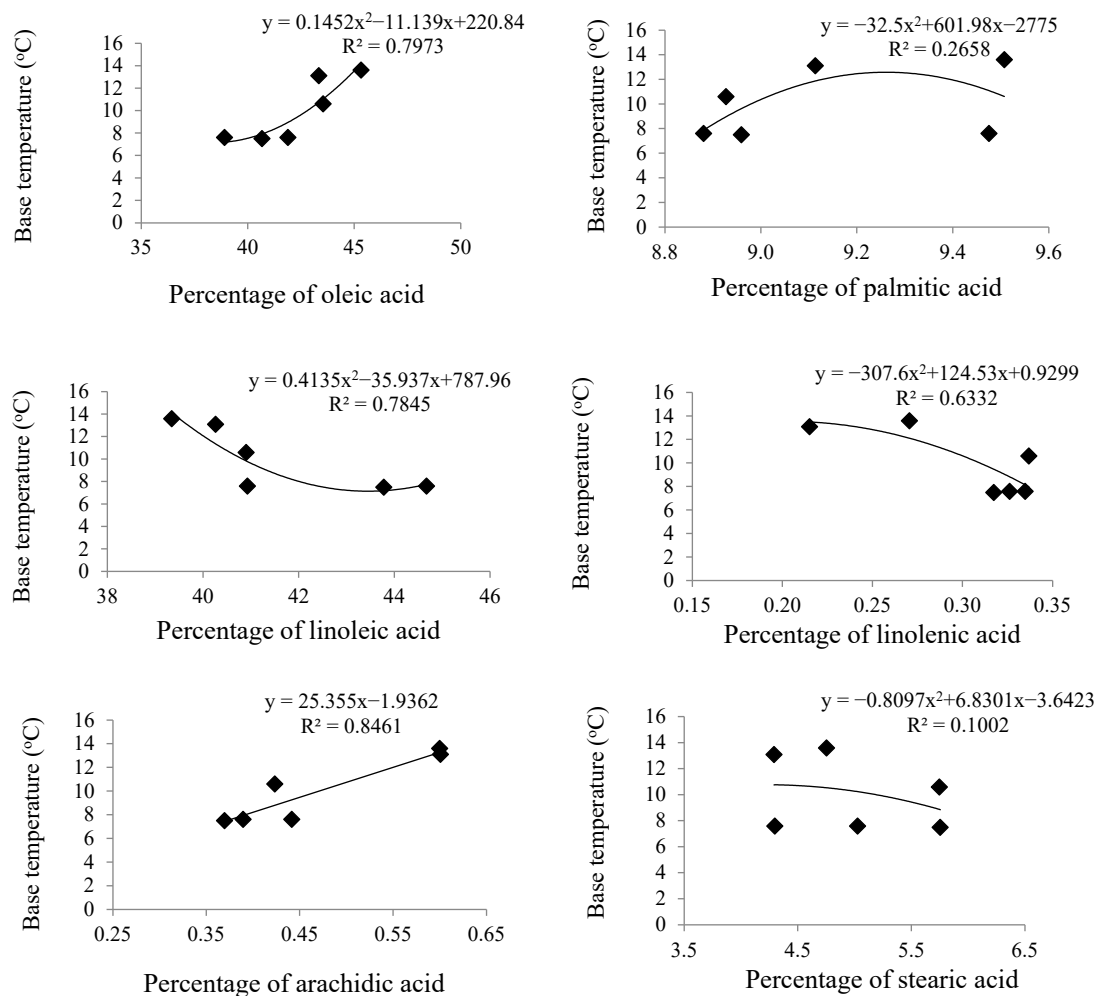 y = 0.1452x²−11.139x+220.84
R² = 0.7973
16
14
12
10
8
6
4
2
0
35 40 45 50
Base temperature (ºC)
Percentage of oleic acid
y = −32.5x²+601.98x−2775
R² = 0.2658
16
14
12
10
8
6
4
2
0
8.8 9.0 9.2 9.4 9.6
Base temperature (ºC)
Percentage of palmitic acid
y = 0.4135x²−35.937x+787.96
R² = 0.7845
16
14
12
10
8
6
4
2
0
38 40 42 44 46
Base temperature (ºC)
Percentage of linoleic acid
y = −307.6x²+124.53x+0.9299
R² = 0.6332
16
14
12
10
8
6
4
2
0
0.15 0.20 0.25 0.30 0.35
Base temperature (ºC)
Percentage of linolenic acid
y = 25.355x−1.9362
R² = 0.8461
16
14
12
10
8
6
4
2
0
0.25 0.35 0.45 0.55 0.65
Base temperature (ºC)
Percentage of arachidic acid
y = −0.8097x²+6.8301x−3.6423
R² = 0.1002
16
14
12
10
8
6
4
2
0
3.5 4.5 5.5 6.5
Base temperature (ºC)
Percentage of stearic acid